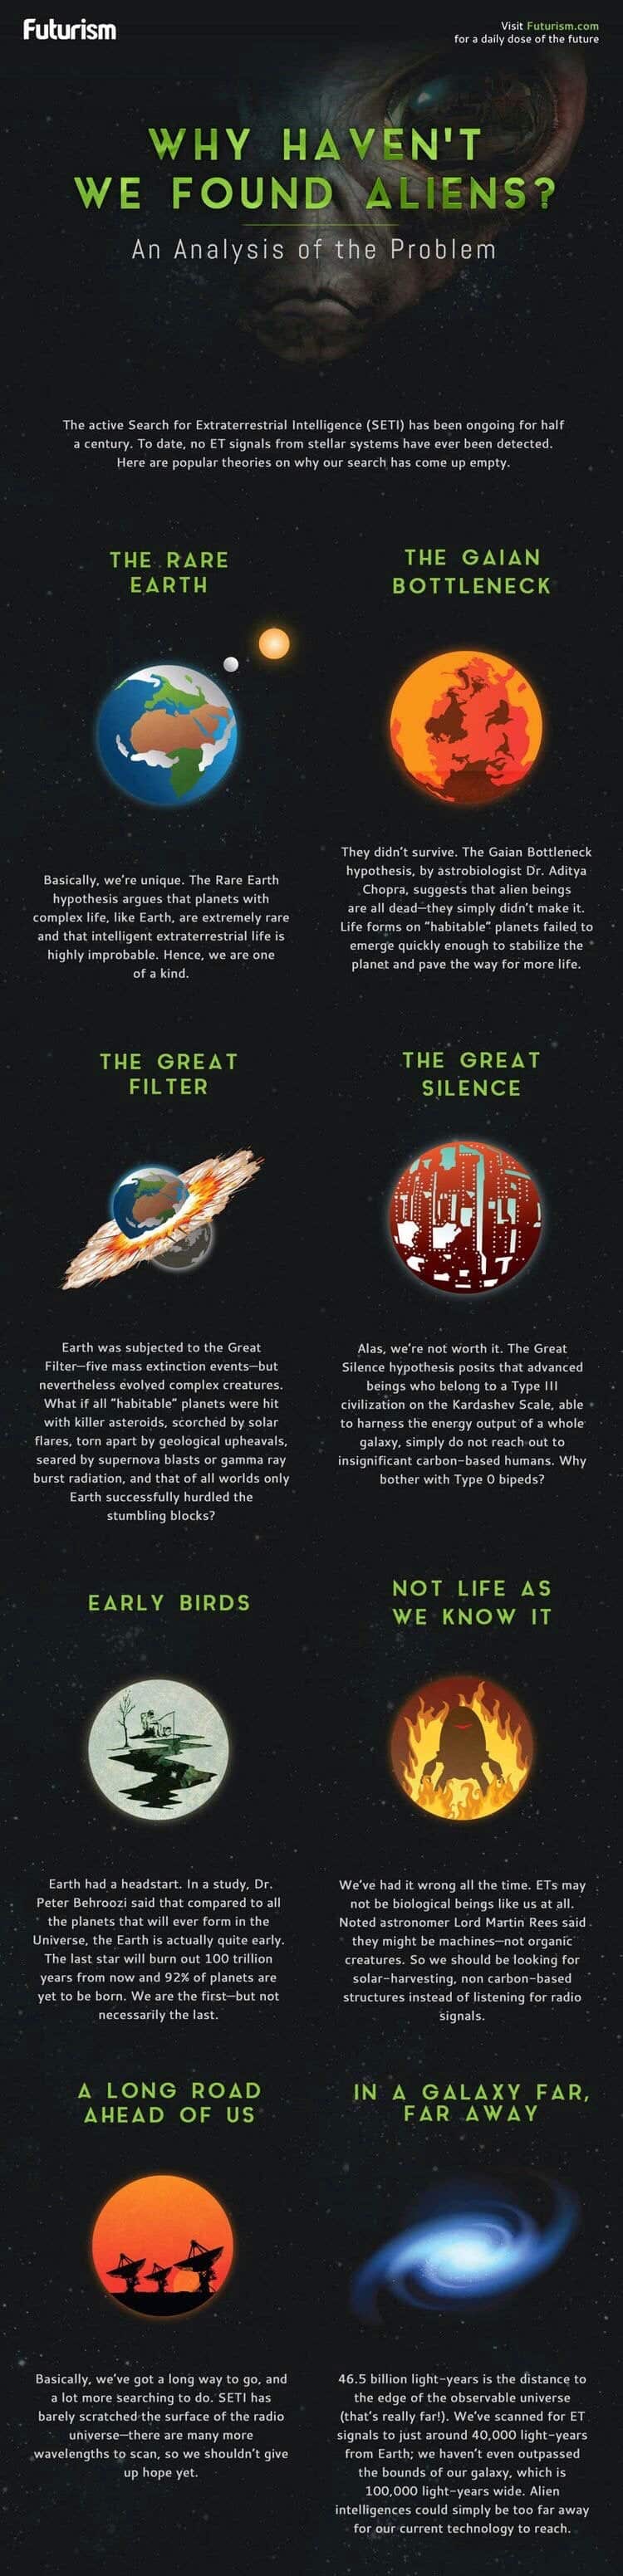 Futurism
Visit Futurism.com
for a daily dose of the future
WHY HAVEN'T
WE FOUND ALIENS?
An Analysis of the Problem
The active Search for Extraterrestrial Intelligence (SETI) has been ongoing for half
a century. To date, no ET signals from stellar systems have ever been detected.
Here are popular theories on why our search has come up empty.
THE RARE
EARTH
Basically, we're unique. The Rare Earth
hypothesis argues that planets with
complex life, like Earth, are extremely rare
and that intelligent extraterrestrial life is
highly improbable. Hence, we are one
of a kind.
THE GAIAN
BOTTLENECK
They didn't survive. The Gaian Bottleneck
hypothesis, by astrobiologist Dr. Aditya
Chopra, suggests that alien beings
are all dead—they simply didn't make it.
Life forms on "habitable" planets failed to
emerge quickly enough to stabilize the
planet and pave the way for more life.
THE GREAT
FILTER
Earth was subjected to the Great
Filter—five mass extinction events—but
nevertheless evolved complex creatures.
What if all "habitable" planets were hit
with killer asteroids, scorched by solar
flares, torn apart by geological upheavals,
seared by supernova blasts or gamma ray
burst radiation, and that of all worlds only
Earth successfully hurdled the
stumbling blocks?
THE GREAT
SILENCE
Alas, we're not worth it. The Great
Silence hypothesis posits that advanced
beings who belong to a Type III
civilization on the Kardashev Scale, able
to harness the energy output of a whole
galaxy, simply do not reach out to
insignificant carbon-based humans. Why
bother with Type 0 bipeds?
EARLY BIRDS
Earth had a headstart. In a study, Dr.
Peter Behroozi said that compared to all
the planets that will ever form in the
Universe, the Earth is actually quite early.
The last star will burn out 100 trillion
years from now and 92% of planets are
yet to be born. We are the first—but not
necessarily the last.
NOT LIFE AS
WE KNOW IT
We've had it wrong all the time. ETs may
not be biological beings like us at all.
Noted astronomer Lord Martin Rees said
they might be machines—not organic
creatures. So we should be looking for
solar-harvesting, non carbon-based
structures instead of listening for radio
signals.
A LONG ROAD
AHEAD OF US
Basically, we've got a long way to go, and
a lot more searching to do. SETI has
barely scratched the surface of the radio
universe—there are many more
wavelengths to scan, so we shouldn't give
up hope yet.
IN A GALAXY FAR,
FAR AWAY
46.5 billion light-years is the distance to
the edge of the observable universe
(that's really far!). We've scanned for ET
signals to just around 40,000 light-years
from Earth; we haven't even outpassed
the bounds of our galaxy, which is
100,000 light-years wide. Alien
intelligences could simply be too far away
for our current technology to reach.